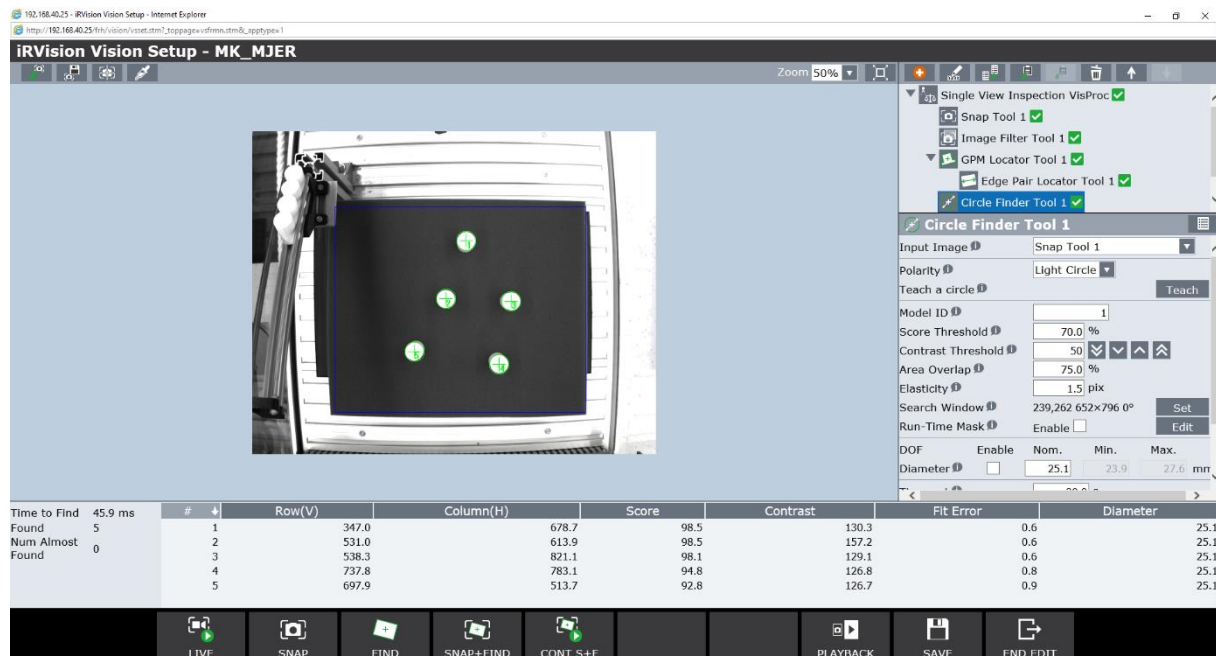 192.168.40.25 - iRVision Vision Setup - Internet Explorer
http://192.168.40.25/frh/vision/vsset.stm?_toppage=vsfrmn.stm&_apptype=1
iRVision Vision Setup - MK_MJER
Zoom 50%
Single View Inspection VisProc
Snap Tool 1
Image Filter Tool 1
GPM Locator Tool 1
Edge Pair Locator Tool 1
Circle Finder Tool 1
Circle Finder Tool 1
Input Image Snap Tool 1
Polarity Light Circle
Teach a circle Teach
Model ID 1
Score Threshold 70.0 %
Contrast Threshold 50
Area Overlap 75.0 %
Elasticity 1.5 pix
Search Window 239,262 652×796 0° Set
Run-Time Mask Enable Edit
DOF Enable Nom. Min. Max.
Diameter 25.1 23.9 27.6 mm
1
2
3
5
4
Time to Find 45.9 ms
Found 5
Num Almost Found 0
# Row(V) Column(H) Score Contrast Fit Error Diameter
1 347.0 678.7 98.5 130.3 0.6 25.1
2 531.0 613.9 98.5 157.2 0.6 25.1
3 538.3 821.1 98.1 129.1 0.6 25.1
4 737.8 783.1 94.8 126.8 0.8 25.1
5 697.9 513.7 92.8 126.7 0.9 25.1
LIVE SNAP FIND SNAP+FIND CONT S+F PLAYBACK SAVE END EDIT